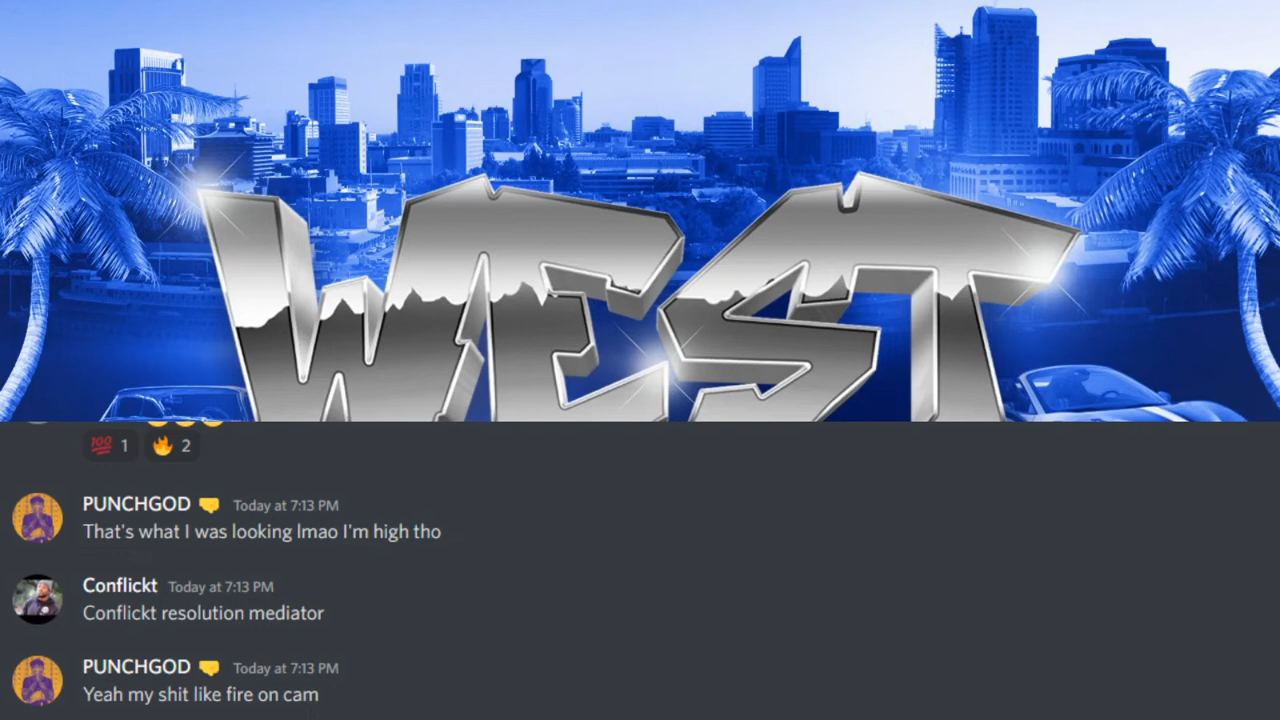 WEST
💯 1 🔥 2
PUNCHGOD 🤜 Today at 7:13 PM
That's what I was looking lmao I'm high tho
Conflickt Today at 7:13 PM
Conflickt resolution mediator
PUNCHGOD 🤜 Today at 7:13 PM
Yeah my shit like fire on cam